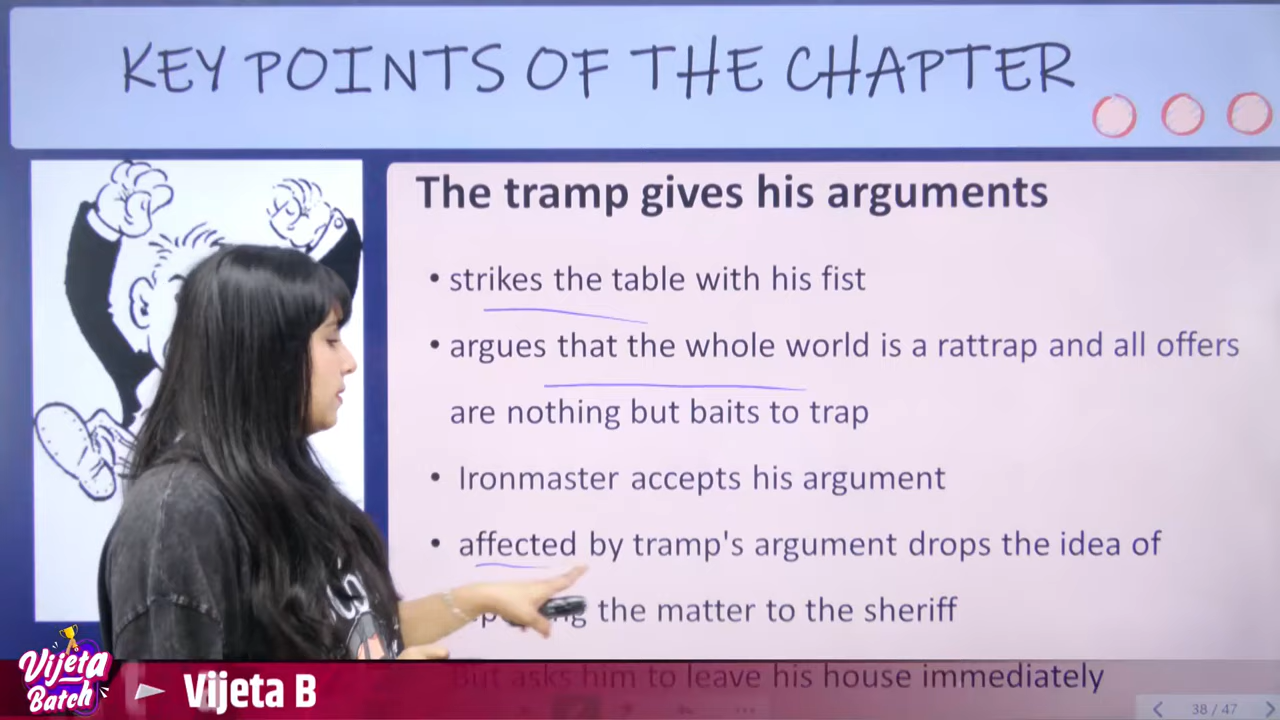 KEY POINTS OF THE CHAPTER
The tramp gives his arguments
• strikes the table with his fist
• argues that the whole world is a rattrap and all offers
are nothing but baits to trap
• Ironmaster accepts his argument
• affected by tramp's argument drops the idea of
the matter to the sheriff
But asks him to leave his house immediately
Vijeta
Batch
Vijeta B
38 / 47